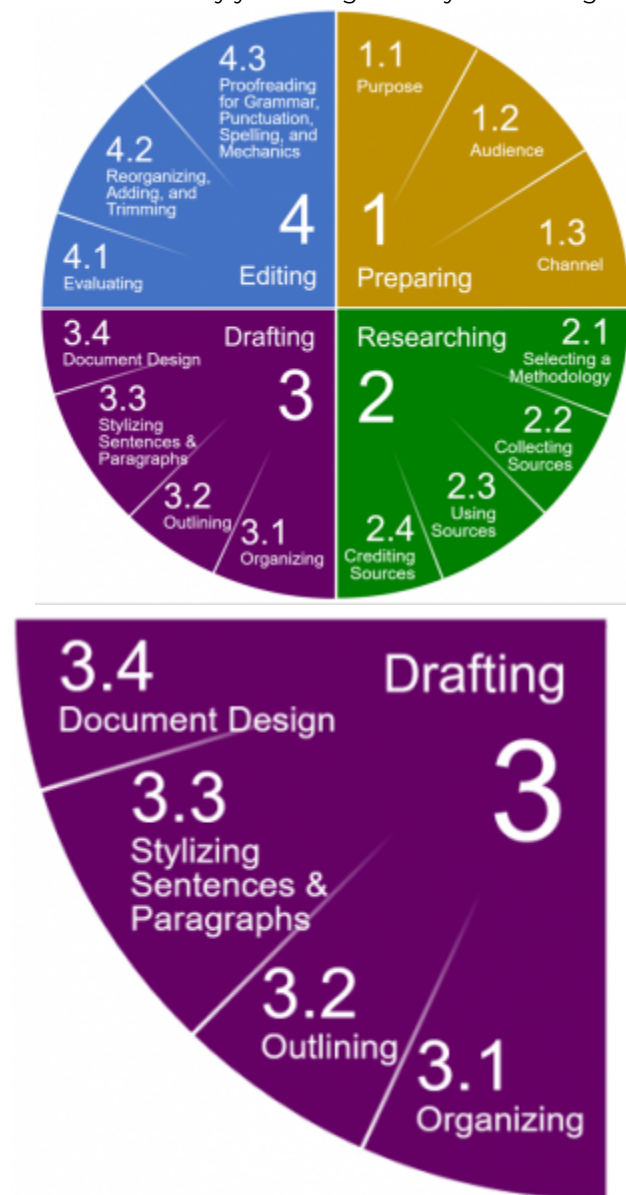 4.3
Proofreading
for Grammar,
Punctuation,
Spelling, and
Mechanics
4.2
Reorganizing,
Adding, and
Trimming
4.1
Evaluating
4
Editing
1.1
Purpose
1.2
Audience
1.3
Channel
1
Preparing
3.4
Document Design
Drafting
3
3.3
Stylizing
Sentences &
Paragraphs
3.2
Outlining
3.1
Organizing
Researching
2
2.1
Selecting a
Methodology
2.2
Collecting
Sources
2.3
Using
Sources
2.4
Crediting
Sources
3.4
Document Design
Drafting
3
3.3
Stylizing
Sentences &
Paragraphs
3.2
Outlining
3.1
Organizing